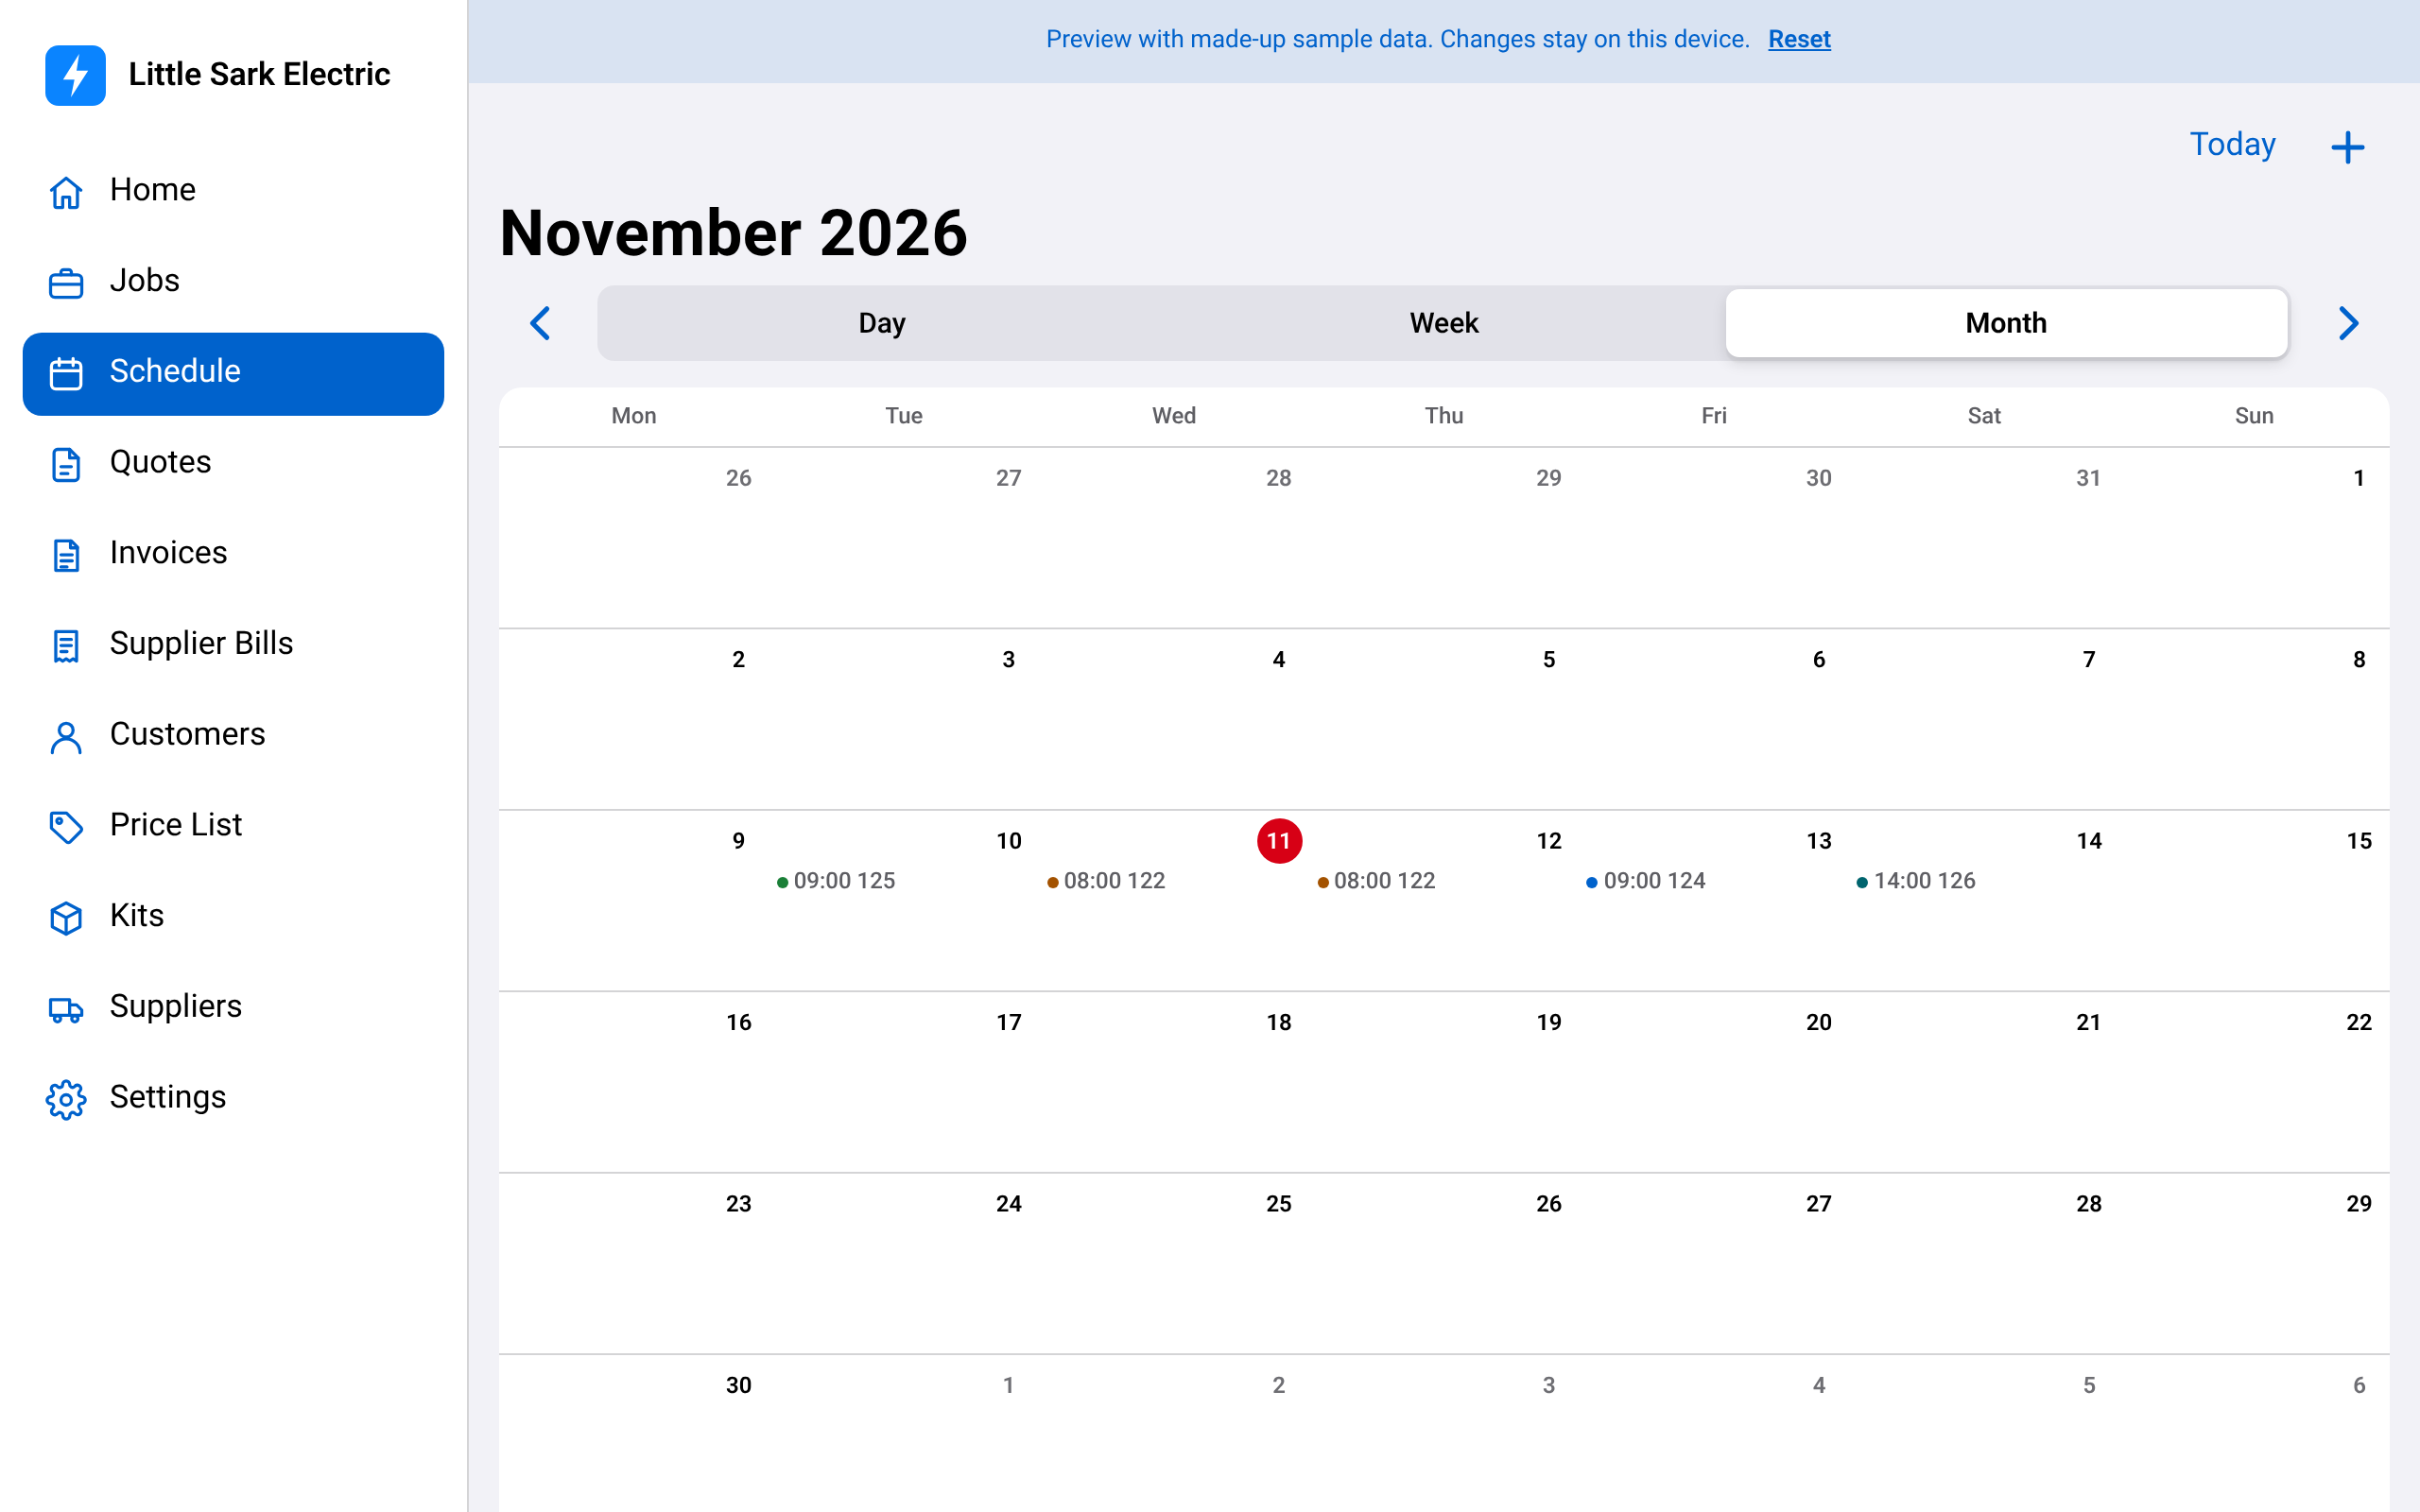 Little Sark Electric
Home
Jobs
Schedule
Quotes
Invoices
Supplier Bills
Customers
Price List
Kits
Suppliers
Settings
Preview with made-up sample data. Changes stay on this device. Reset
Today
November 2026
Day Week Month
Mon Tue Wed Thu Fri Sat Sun
26 27 28 29 30 31 1
2 3 4 5 6 7 8
9 10 11 12 13 14 15
09:00 125 08:00 122 08:00 122 09:00 124 14:00 126
16 17 18 19 20 21 22
23 24 25 26 27 28 29
30 1 2 3 4 5 6